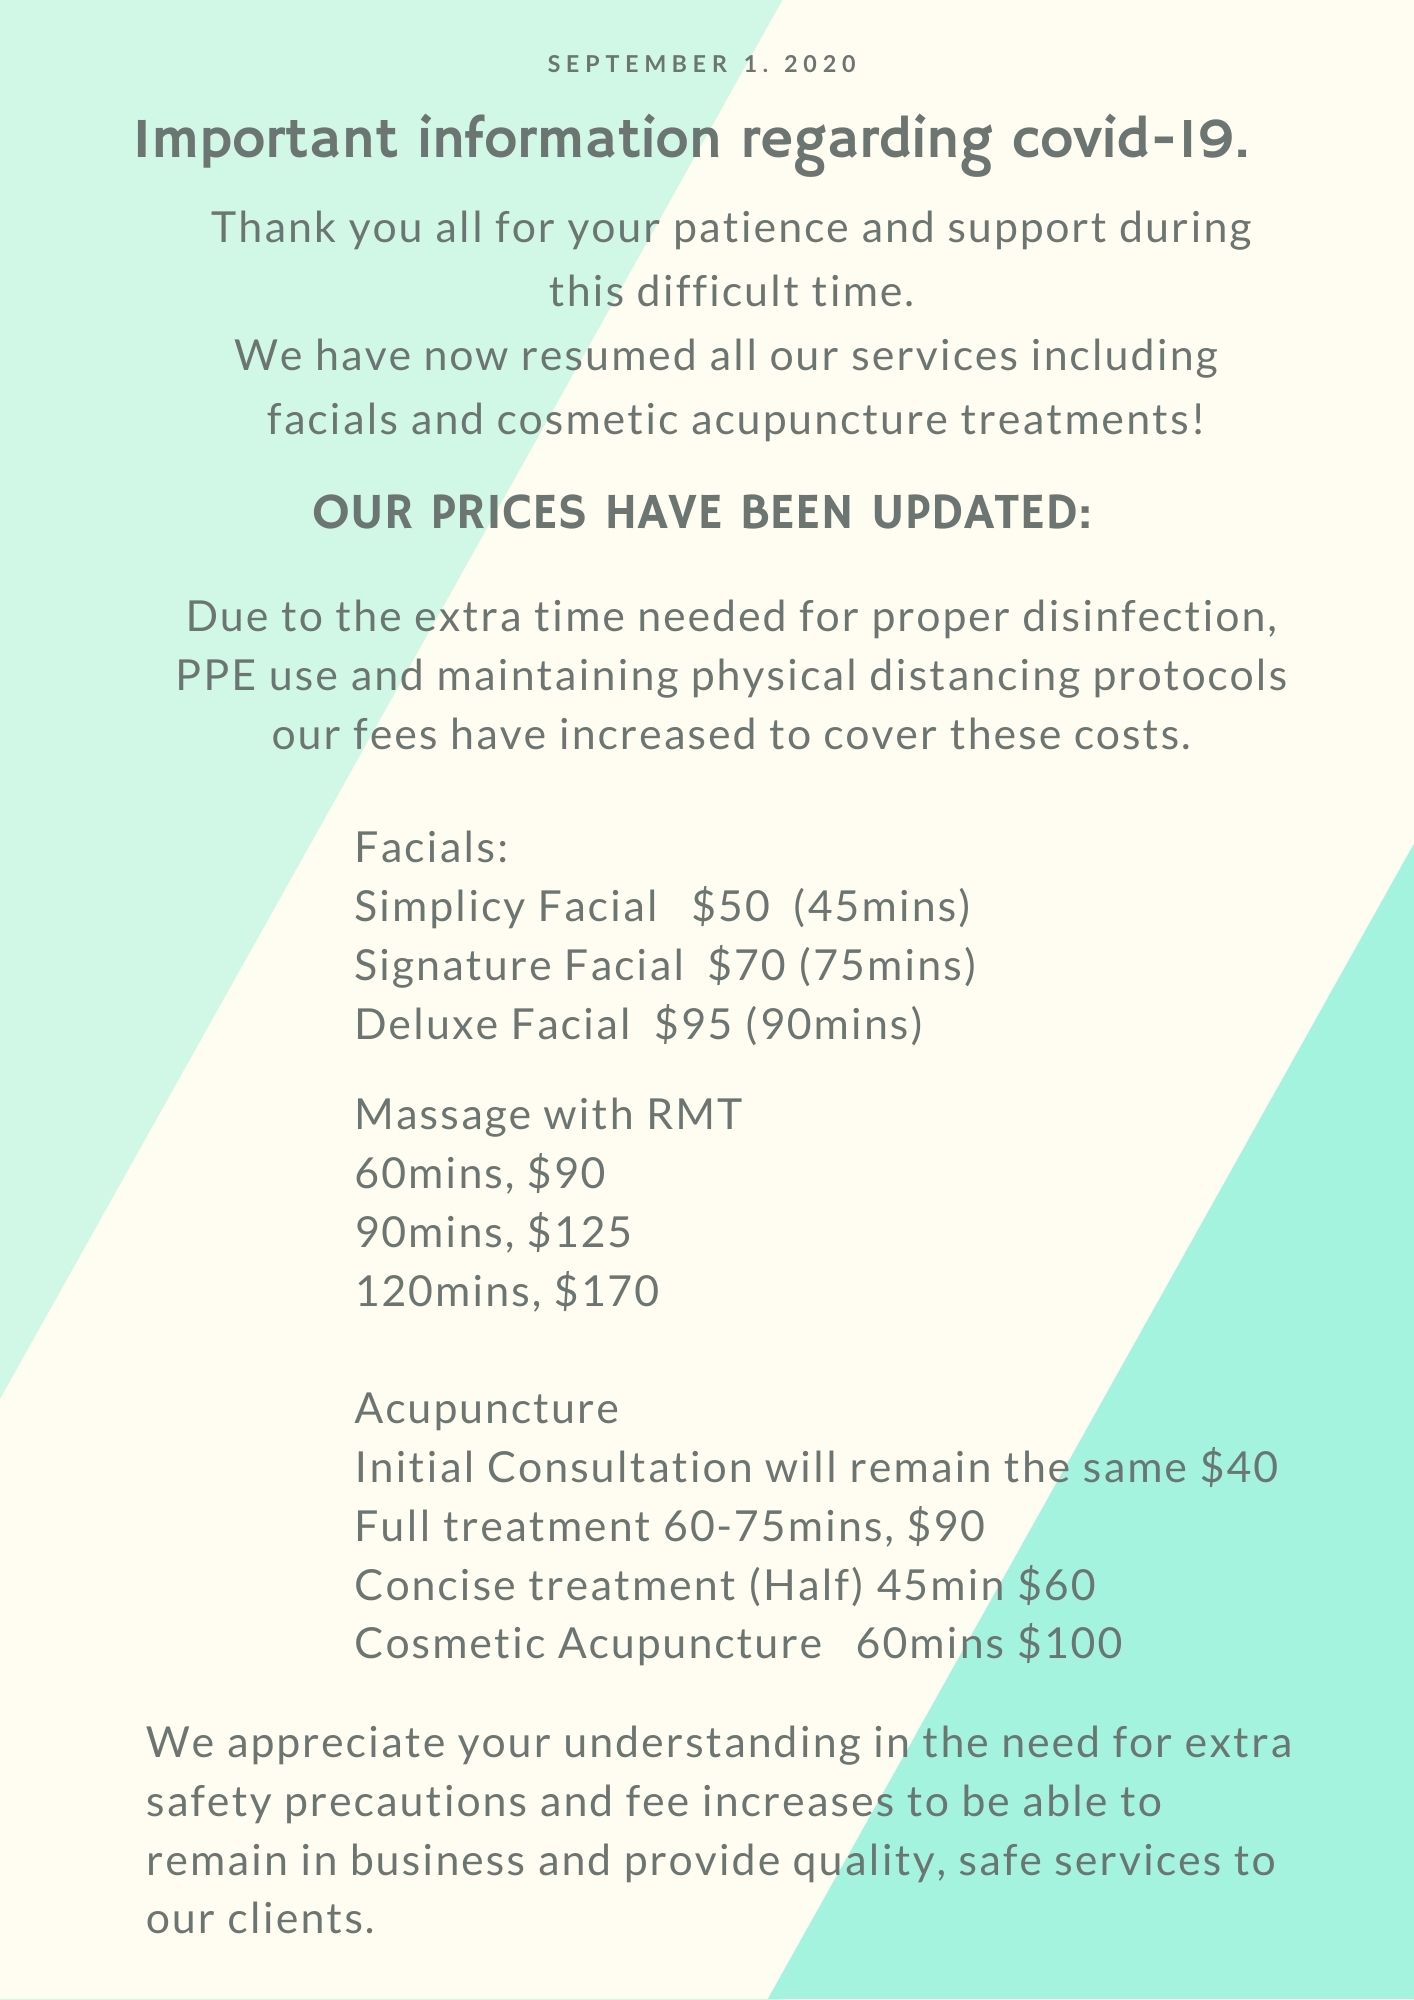 SEPTEMBER 1. 2020
Important information regarding covid-19.
Thank you all for your patience and support during
this difficult time.
We have now resumed all our services including
facials and cosmetic acupuncture treatments!
OUR PRICES HAVE BEEN UPDATED:
Due to the extra time needed for proper disinfection,
PPE use and maintaining physical distancing protocols
our fees have increased to cover these costs.
Facials:
Simplicy Facial $50 (45mins)
Signature Facial $70 (75mins)
Deluxe Facial $95 (90mins)
Massage with RMT
60mins, $90
90mins, $125
120mins, $170
Acupuncture
Initial Consultation will remain the same $40
Full treatment 60-75mins, $90
Concise treatment (Half) 45min $60
Cosmetic Acupuncture 60mins $100
We appreciate your understanding in the need for extra
safety precautions and fee increases to be able to
remain in business and provide quality, safe services to
our clients.